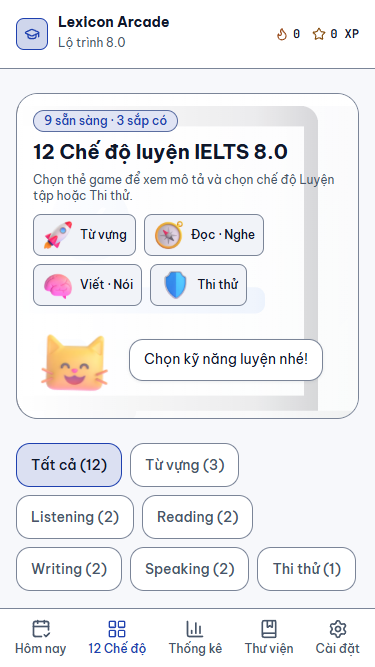 Lexicon Arcade
Lộ trình 8.0
0
0 XP
9 sẵn sàng · 3 sắp có
12 Chế độ luyện IELTS 8.0
Chọn thẻ game để xem mô tả và chọn chế độ Luyện
tập hoặc Thi thử.
Từ vựng
Đọc · Nghe
Viết · Nói
Thi thử
Chọn kỹ năng luyện nhé!
Tất cả (12)
Từ vựng (3)
Listening (2)
Reading (2)
Writing (2)
Speaking (2)
Thi thử (1)
Hôm nay
12 Chế độ
Thống kê
Thư viện
Cài đặt